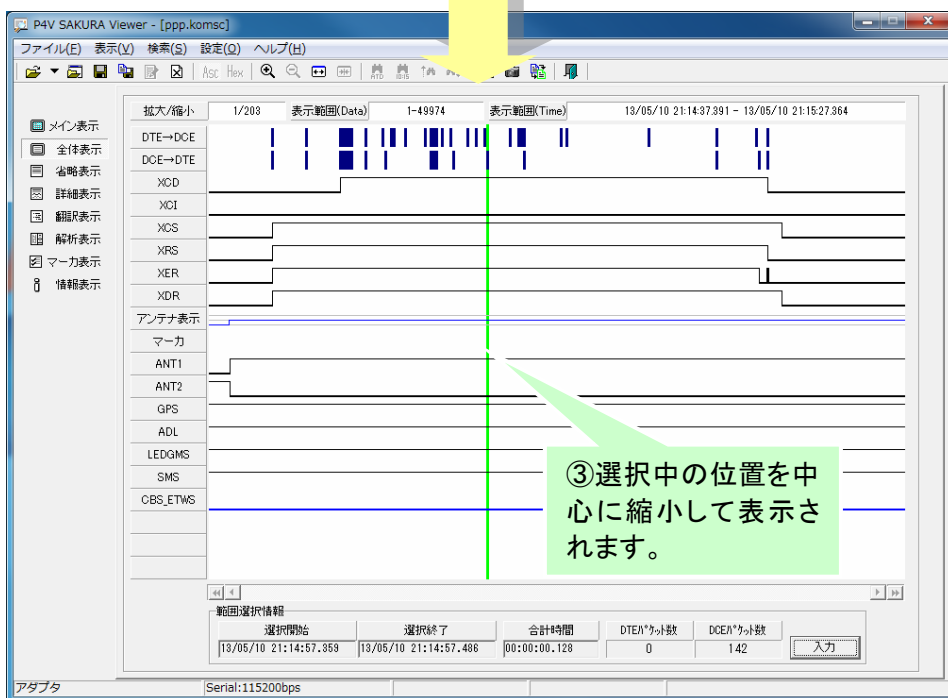 P4V SAKURA Viewer - [ppp.komsc]
ファイル(F) 表示(V) 検索(S) 設定(O) ヘルプ(H)
Asc Hex
メイン表示
全体表示
省略表示
詳細表示
翻訳表示
解析表示
マーカ表示
情報表示
拡大/縮小 1/203 表示範囲(Data) 1-49974 表示範囲(Time) 13/05/10 21:14:37.391 - 13/05/10 21:15:27.364
DTE→DCE
DCE→DTE
XCD
XCI
XCS
XRS
XER
XDR
アンテナ表示
マーカ
ANT1
ANT2
GPS
ADL
LEDGMS
SMS
CBS_ETWS
③選択中の位置を中
心に縮小して表示さ
れます。
範囲選択情報
選択開始 選択終了 合計時間 DTEパケット数 DCEパケット数
13/05/10 21:14:57.359 13/05/10 21:14:57.486 00:00:00.128 0 142 入力
アダプタ Serial:115200bps